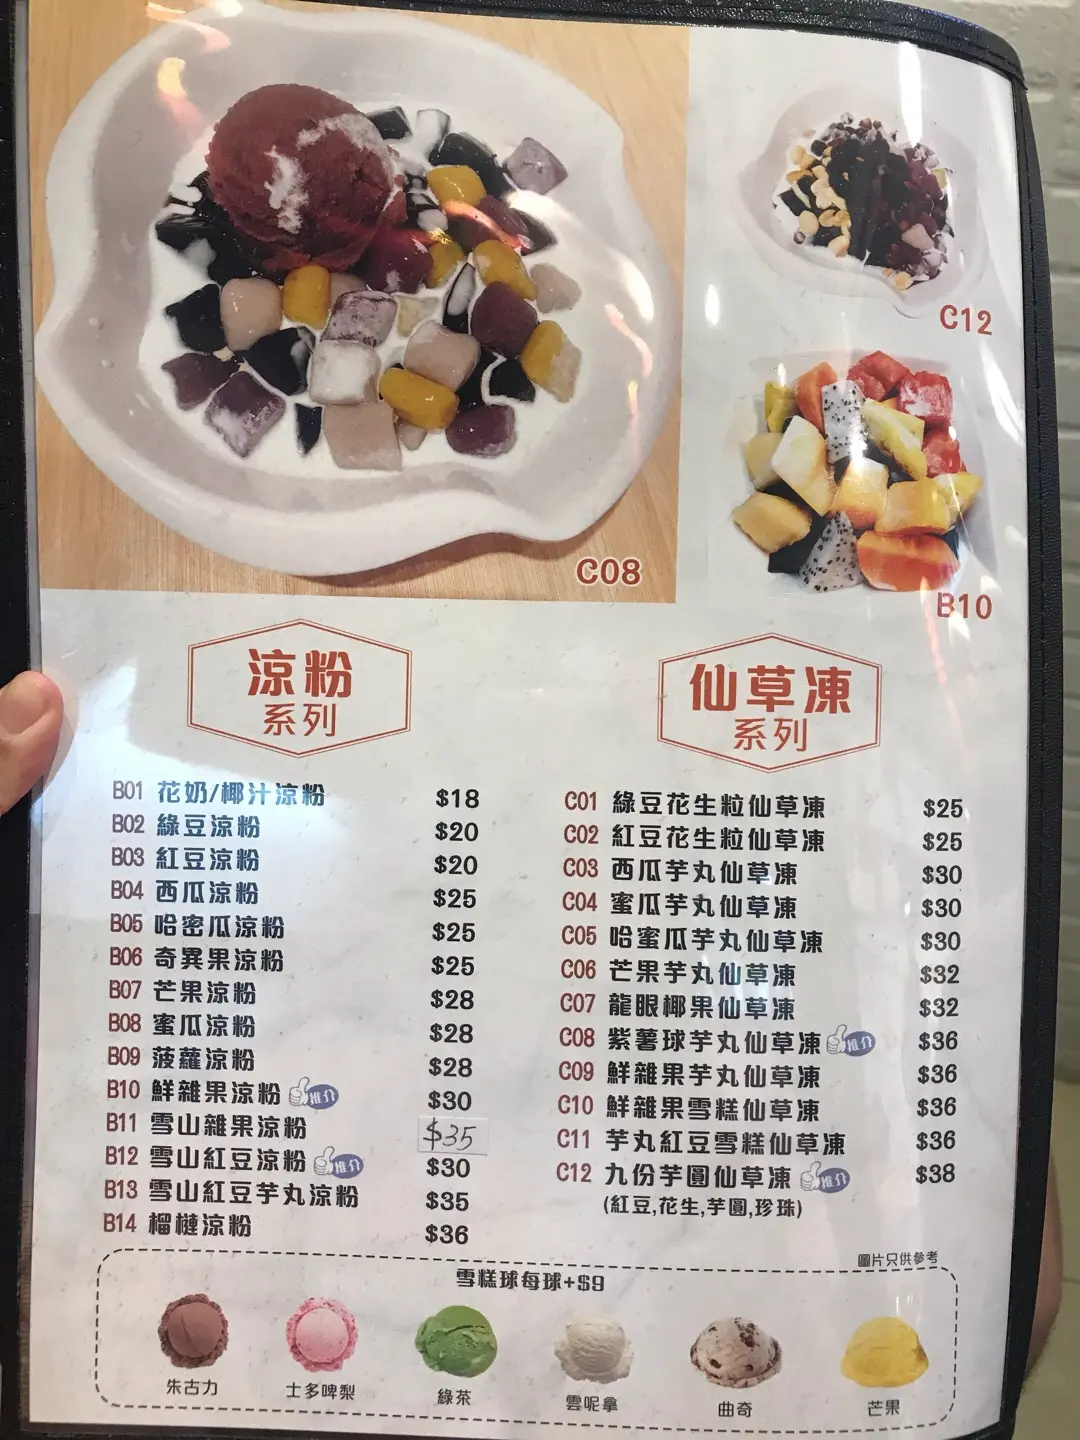 C12
C08
B10
涼粉
系列
B01 花奶/椰汁涼粉 $18
B02 綠豆涼粉 $20
B03 紅豆涼粉 $20
B04 西瓜涼粉 $25
B05 哈密瓜涼粉 $25
B06 奇異果涼粉 $25
B07 芒果涼粉 $28
B08 蜜瓜涼粉 $28
B09 菠蘿涼粉 $28
B10 鮮雜果涼粉 推介 $30
B11 雪山雜果涼粉 $35
B12 雪山紅豆涼粉 推介 $30
B13 雪山紅豆芋丸涼粉 $35
B14 榴槤涼粉 $36
仙草凍
系列
C01 綠豆花生粒仙草凍 $25
C02 紅豆花生粒仙草凍 $25
C03 西瓜芋丸仙草凍 $30
C04 蜜瓜芋丸仙草凍 $30
C05 哈蜜瓜芋丸仙草凍 $30
C06 芒果芋丸仙草凍 $32
C07 龍眼椰果仙草凍 $32
C08 紫薯球芋丸仙草凍 推介 $36
C09 鮮雜果芋丸仙草凍 $36
C10 鮮雜果雪糕仙草凍 $36
C11 芋丸紅豆雪糕仙草凍 $36
C12 九份芋圓仙草凍 推介 $38
(紅豆,花生,芋圓,珍珠)
圖片只供參考
雪糕球每球+$9
朱古力 士多啤梨 綠茶 雲呢拿 曲奇 芒果